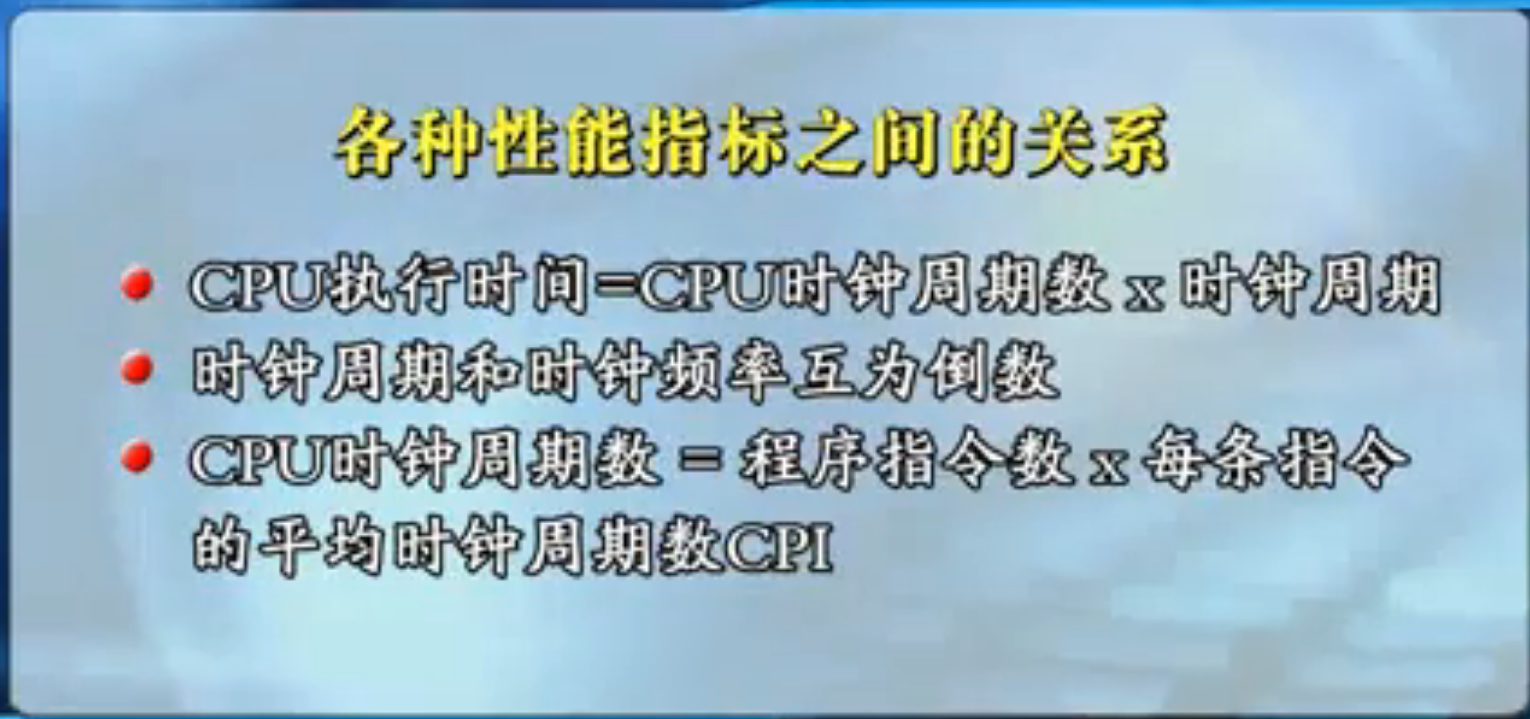 各种性能指标之间的关系
CPU执行时间=CPU时钟周期数 x 时钟周期
时钟周期和时钟频率互为倒数
CPU时钟周期数 = 程序指令数 x 每条指令
的平均时钟周期数CPI